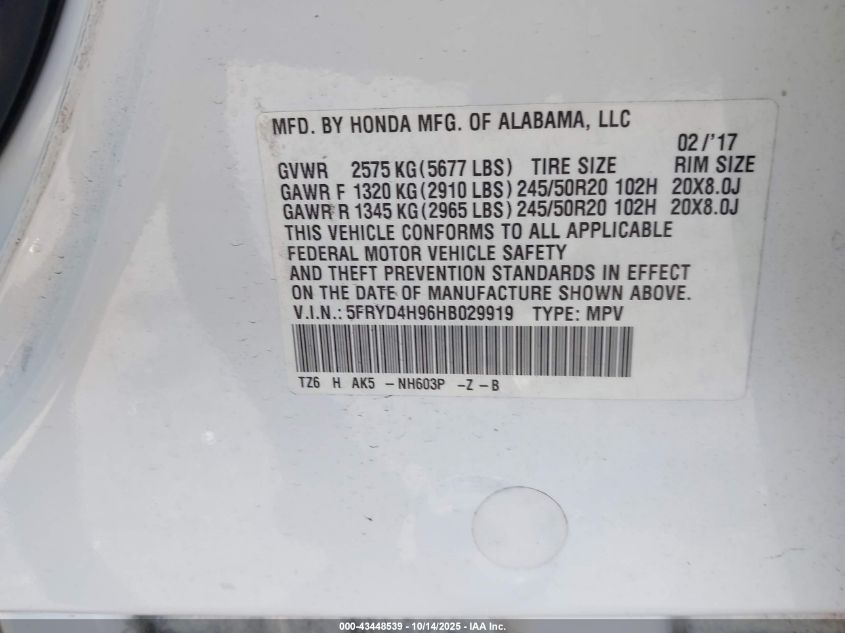 MFD. BY HONDA MFG. OF ALABAMA, LLC
02/'17
GVWR 2575 KG(5677 LBS) TIRE SIZE RIM SIZE
GAWR F 1320 KG(2910 LBS) 245/50R20 102H 20X8.0J
GAWR R 1345 KG(2965 LBS) 245/50R20 102H 20X8.0J
THIS VEHICLE CONFORMS TO ALL APPLICABLE
FEDERAL MOTOR VEHICLE SAFETY
AND THEFT PREVENTION STANDARDS IN EFFECT
ON THE DATE OF MANUFACTURE SHOWN ABOVE.
V.I.N.: 5FRYD4H96HB029919 TYPE: MPV
TZ6 H AK5 -NH603P -Z-B
000-43448539 - 10/14/2025 - IAA Inc.